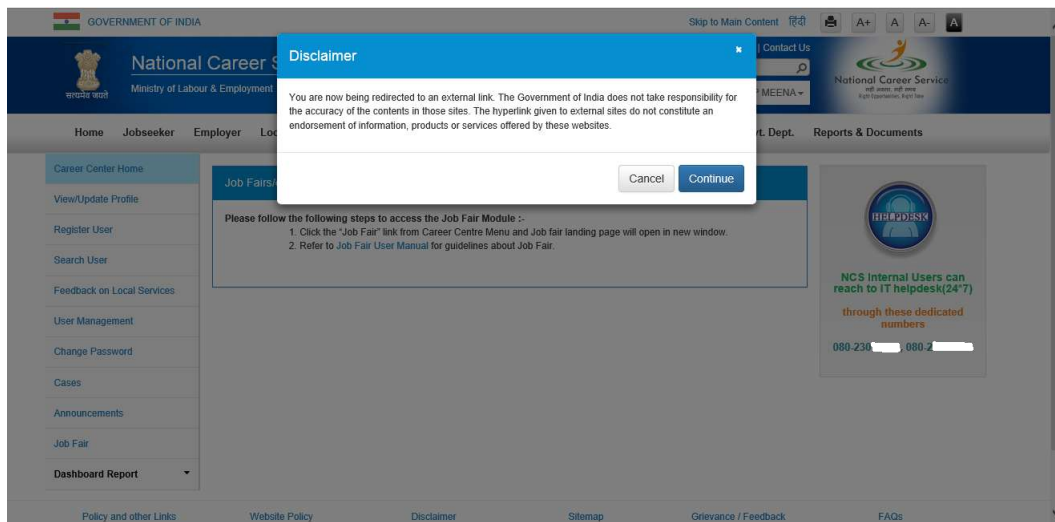 GOVERNMENT OF INDIA
Skip to Main Content हिंदी A+ A A- A
सत्यमेव जयते
National Career S
Ministry of Labour & Employment
| Contact Us
MEENA
National Career Service
Home Jobseeker Employer Loc
vt. Dept. Reports & Documents
Disclaimer
You are now being redirected to an external link. The Government of India does not take responsibility for
the accuracy of the contents in those sites. The hyperlink given to external sites do not constitute an
endorsement of information, products or services offered by these websites.
Cancel Continue
Career Center Home
View/Update Profile
Register User
Search User
Feedback on Local Services
User Management
Change Password
Cases
Announcements
Job Fair
Dashboard Report
Job Fairs/
Please follow the following steps to access the Job Fair Module :-
1. Click the "Job Fair" link from Career Centre Menu and Job fair landing page will open in new window.
2. Refer to Job Fair User Manual for guidelines about Job Fair.
HELPDESK
NCS Internal Users can
reach to IT helpdesk(24*7)
through these dedicated
numbers
080-230 , 080-2
Policy and other Links Website Policy Disclaimer Sitemap Grievance / Feedback FAQs